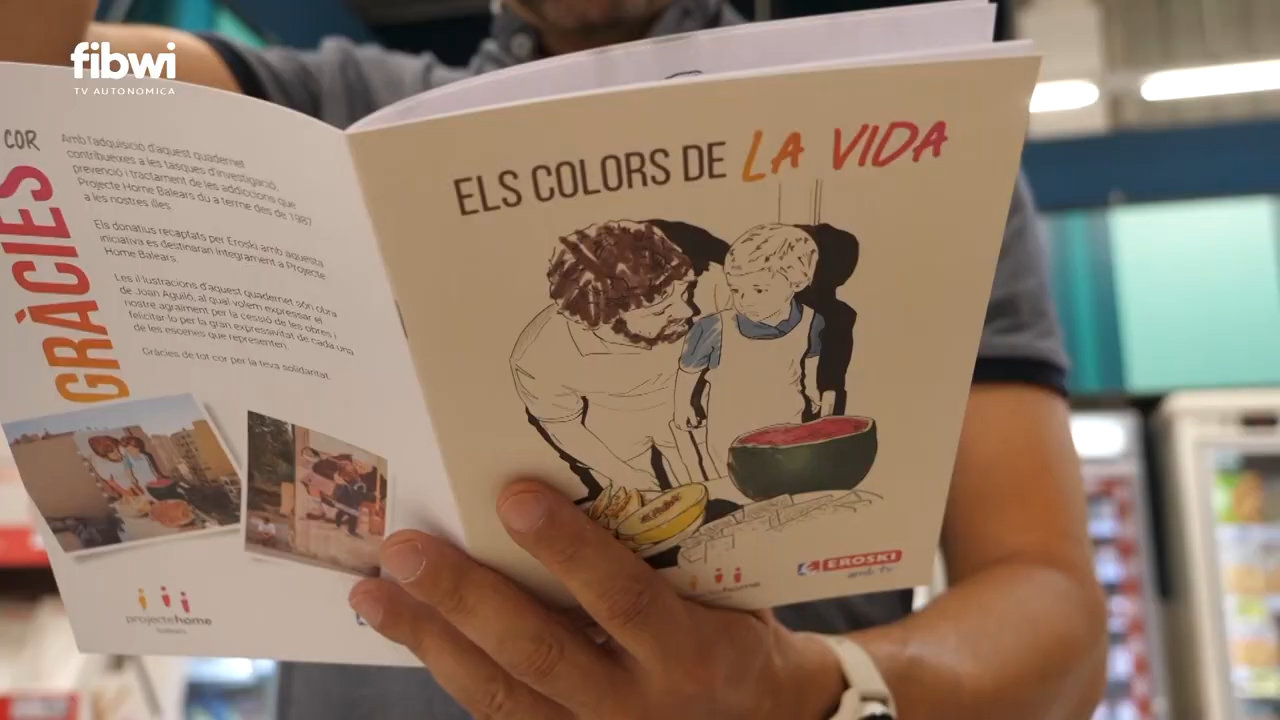 fibwi
TV AUTONOMICA
COR
GRÀCIES
Amb l'adquisició d'aquest quadernet
contribueixes a les tasques d'investigació,
prevenció i tractament de les addiccions que
Projecte Home Balears du a terme des de 1987
a les nostres illes.
Els donatius recaptats per Eroski amb aquesta
iniciativa es destinaran íntegrament a Projecte
Home Balears.
Les il·lustracions d'aquest quadernet són obra
de Joan Aguiló, al qual volem expressar el
nostre agraïment per la cessió de les obres i
felicitar-lo per la gran expressivitat de cada una
de les escenes que representen.
Gràcies de tot cor per la teva solidaritat.
projectehome
balears
ELS COLORS DE LA VIDA
projectehome
EROSKI
amb tu